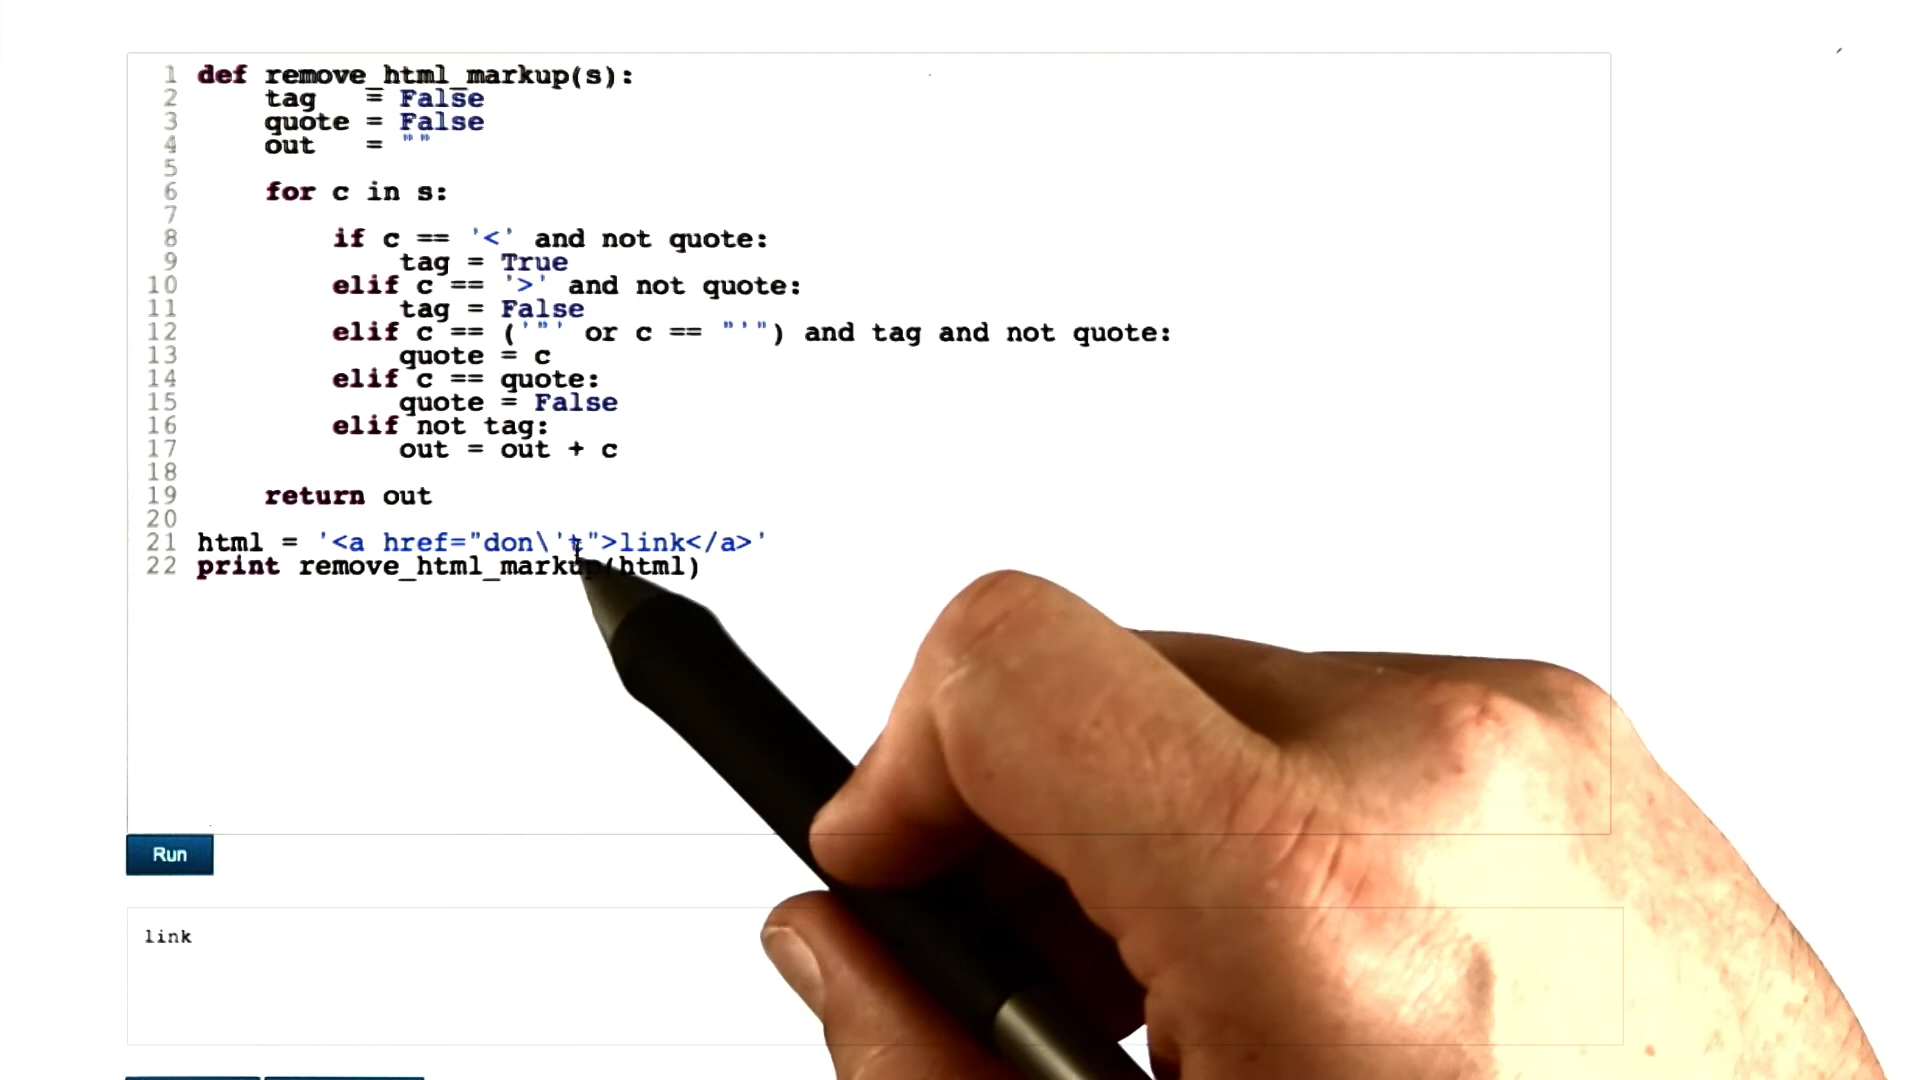 1 def remove_html_markup(s):
2 tag = False
3 quote = False
4 out = ""
5
6 for c in s:
7
8 if c == '<' and not quote:
9 tag = True
10 elif c == '>' and not quote:
11 tag = False
12 elif c == ('"' or c == "'") and tag and not quote:
13 quote = c
14 elif c == quote:
15 quote = False
16 elif not tag:
17 out = out + c
18
19 return out
20
21 html = '<a href="don\'t">link</a>'
22 print remove_html_markup(html)
Run
link